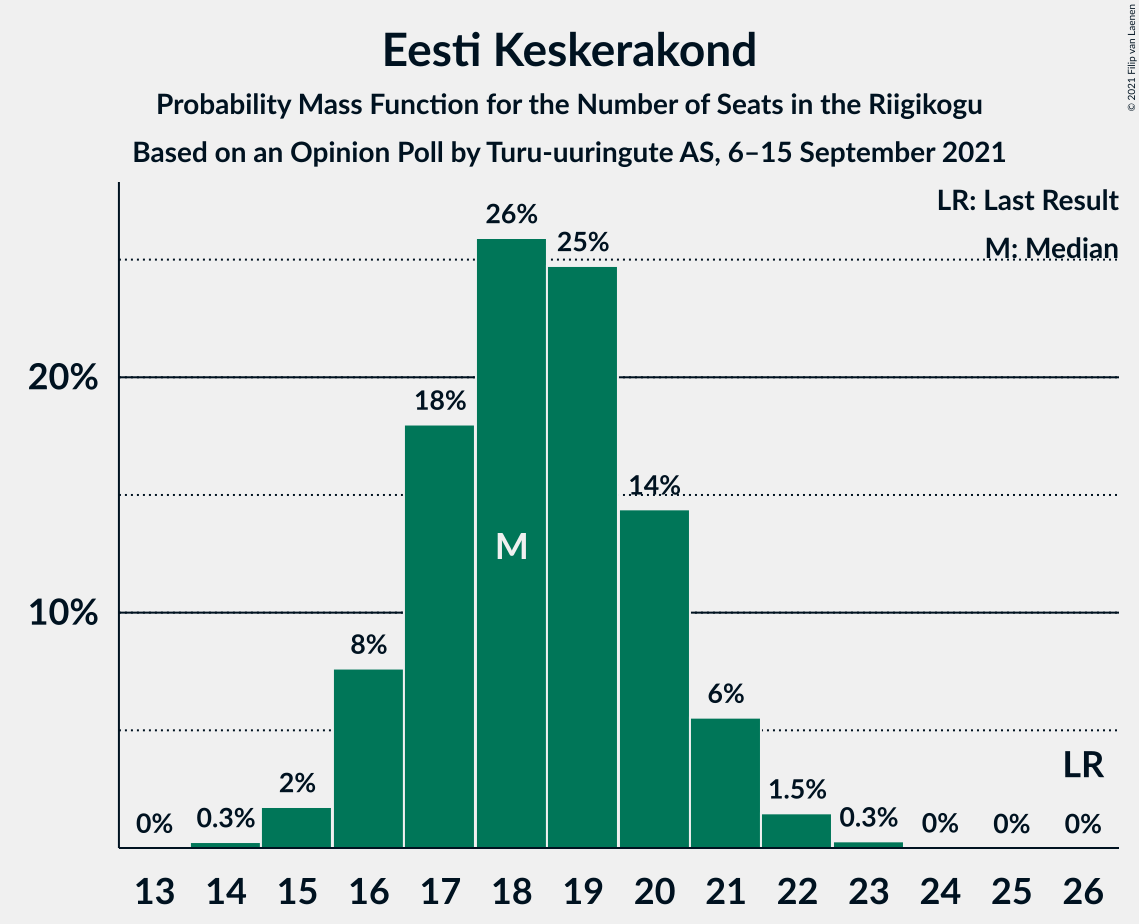 Eesti Keskerakond
Probability Mass Function for the Number of Seats in the Riigikogu
Based on an Opinion Poll by Turu-uuringute AS, 6–15 September 2021
© 2021 Filip van Laenen
LR: Last Result
M: Median
26%
25%
20%
18%
14%
M
10%
8%
6%
LR
2%
1.5%
0% 0.3% 0.3% 0% 0% 0%
13 14 15 16 17 18 19 20 21 22 23 24 25 26